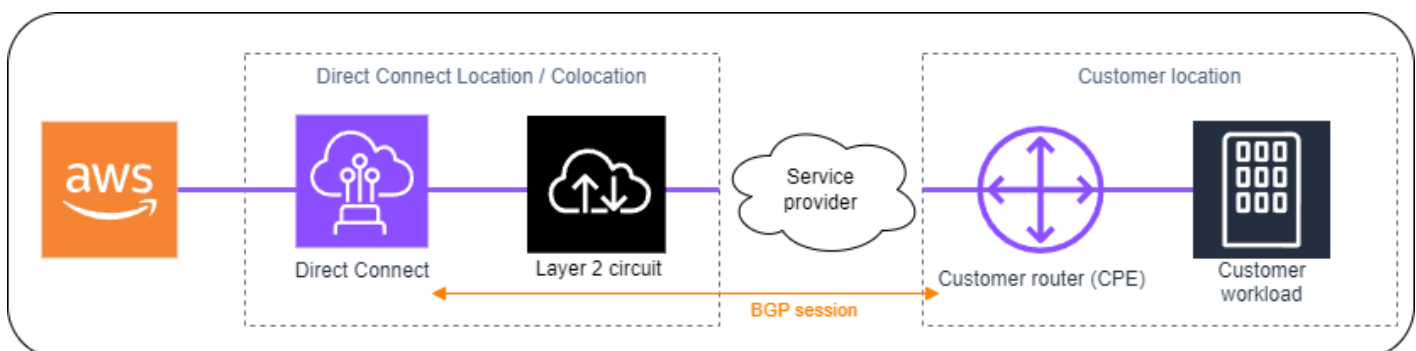 Direct Connect Location / Colocation
Customer location
aws
Service
provider
Direct Connect
Layer 2 circuit
Customer router (CPE)
Customer
workload
BGP session